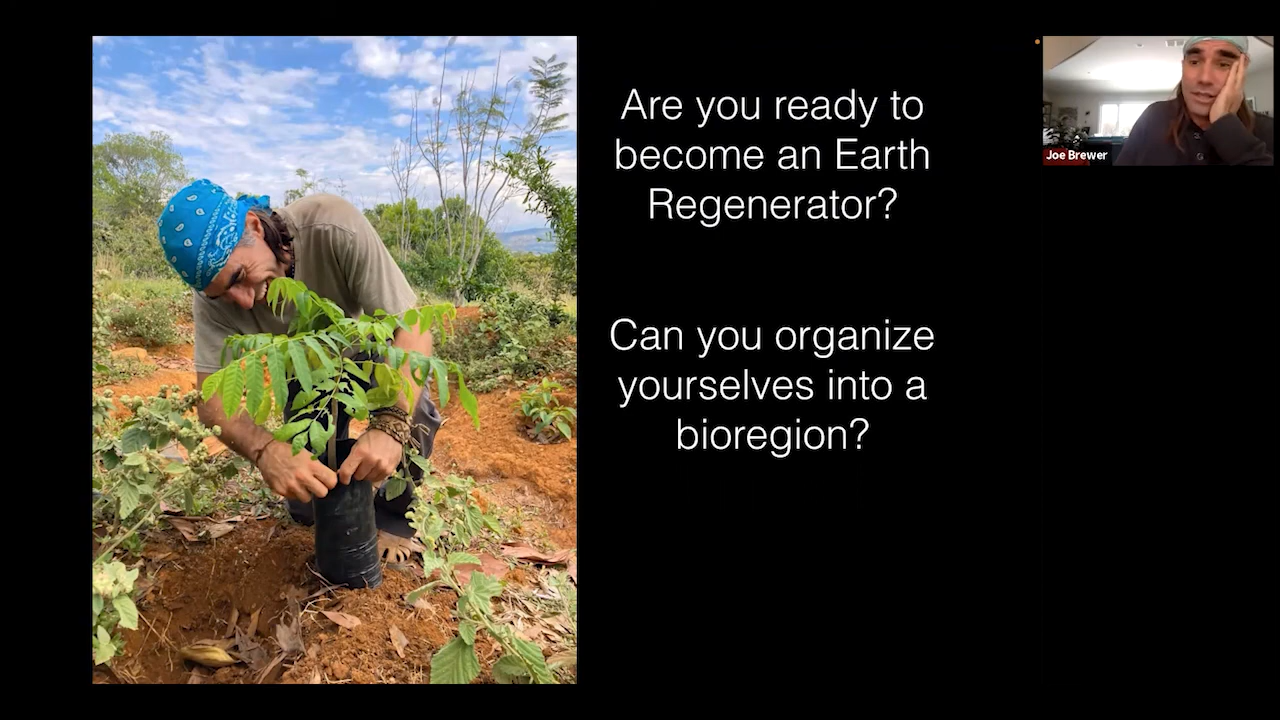 Are you ready to
become an Earth
Regenerator?
Can you organize
yourselves into a
bioregion?
Joe Brewer